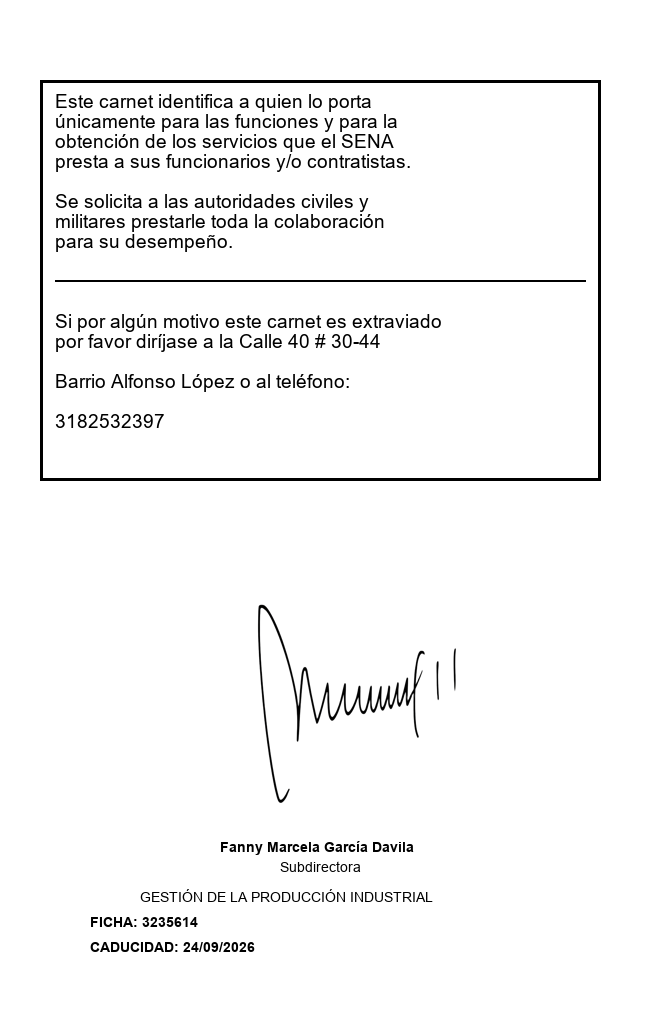 Este carnet identifica a quien lo porta
únicamente para las funciones y para la
obtención de los servicios que el SENA
presta a sus funcionarios y/o contratistas.
Se solicita a las autoridades civiles y
militares prestarle toda la colaboración
para su desempeño.
Si por algún motivo este carnet es extraviado
por favor diríjase a la Calle 40 # 30-44
Barrio Alfonso López o al teléfono:
3182532397
Fanny Marcela García Davila
Subdirectora
GESTIÓN DE LA PRODUCCIÓN INDUSTRIAL
FICHA: 3235614
CADUCIDAD: 24/09/2026